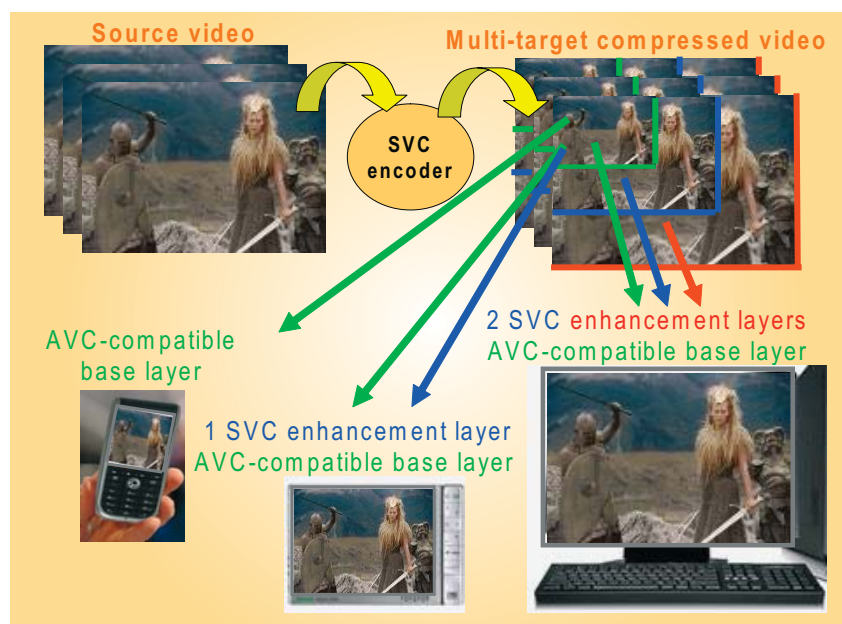 Source video
Multi-target compressed video
SVC
encoder
2 SVC enhancement layers
AVC-compatible base layer
AVC-compatible
base layer
1 SVC enhancement layer
AVC-compatible base layer